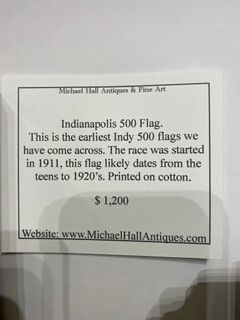 Michael Hall Antiques & Fine Art
Indianapolis 500 Flag.
This is the earliest Indy 500 flags we
have come across. The race was started
in 1911, this flag likely dates from the
teens to 1920's. Printed on cotton.
$ 1,200
Website: www.MichaelHallAntiques.com